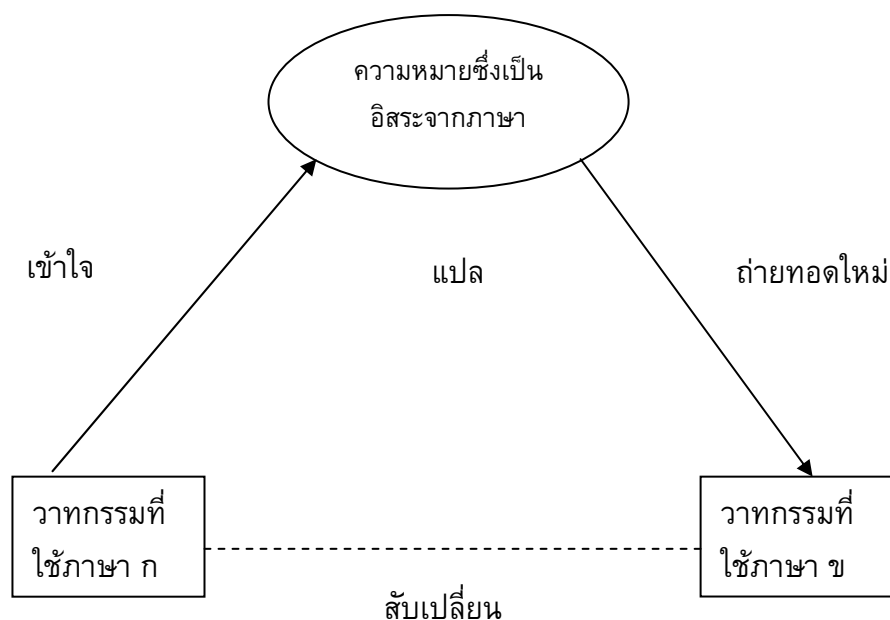 ความหมายซึ่งเป็น
อิสระจากภาษา
เข้าใจ
แปล
ถ่ายทอดใหม่
วาทกรรมที่
ใช้ภาษา ก
วาทกรรมที่
ใช้ภาษา ข
สับเปลี่ยน